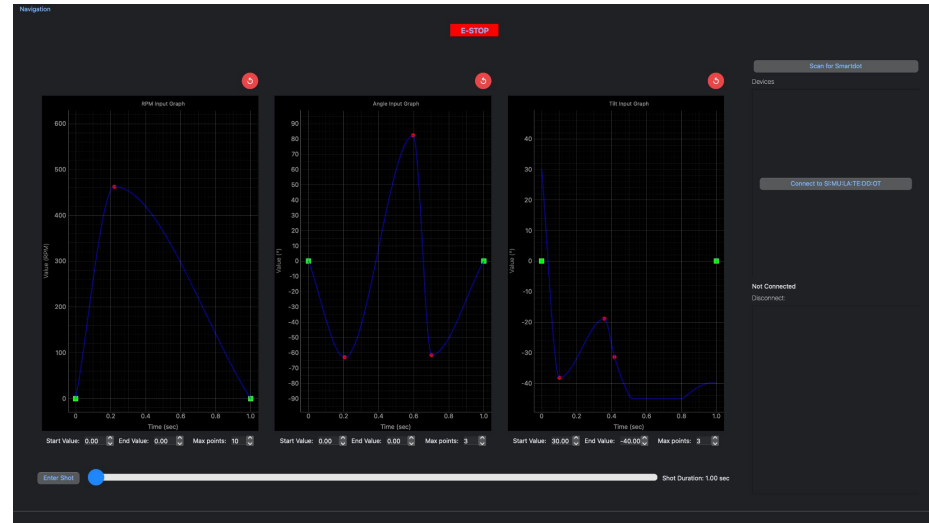 Navigation
E-STOP
Scan for Smartdot
Devices
Connect to SI:MU:LA:TE:OD:OT
Not Connected
Disconnect:
RPM Input Graph
600
500
400
300
200
100
0
Value (RPM)
0 0.2 0.4 0.6 0.8 1.0
Time (sec)
Start Value: 0.00 End Value: 0.00 Max points: 10
Angle Input Graph
90
80
70
60
50
40
30
20
10
0
-10
-20
-30
-40
-50
-60
-70
-80
-90
Value (°)
0 0.2 0.4 0.6 0.8 1.0
Time (sec)
Start Value: 0.00 End Value: 0.00 Max points: 3
Tilt Input Graph
40
30
20
10
0
-10
-20
-30
-40
Value (°)
0 0.2 0.4 0.6 0.8 1.0
Time (sec)
Start Value: 30.00 End Value: -40.00 Max points: 3
Enter Shot
Shot Duration: 1.00 sec